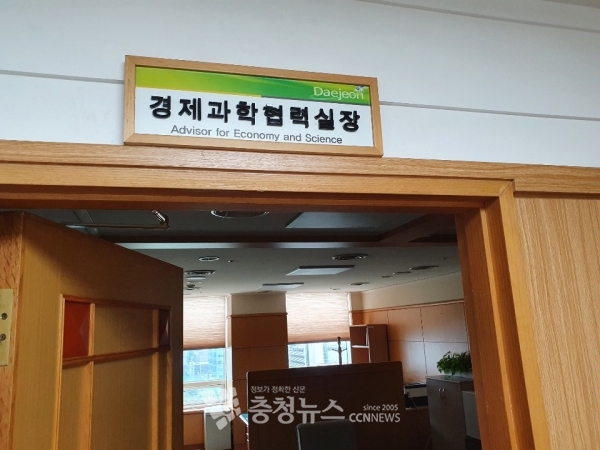 Daejeon
경제과학협력실장
Advisor for Economy and Science
정보가 정확한 신문
충청뉴스 since 2005
CCNNEWS